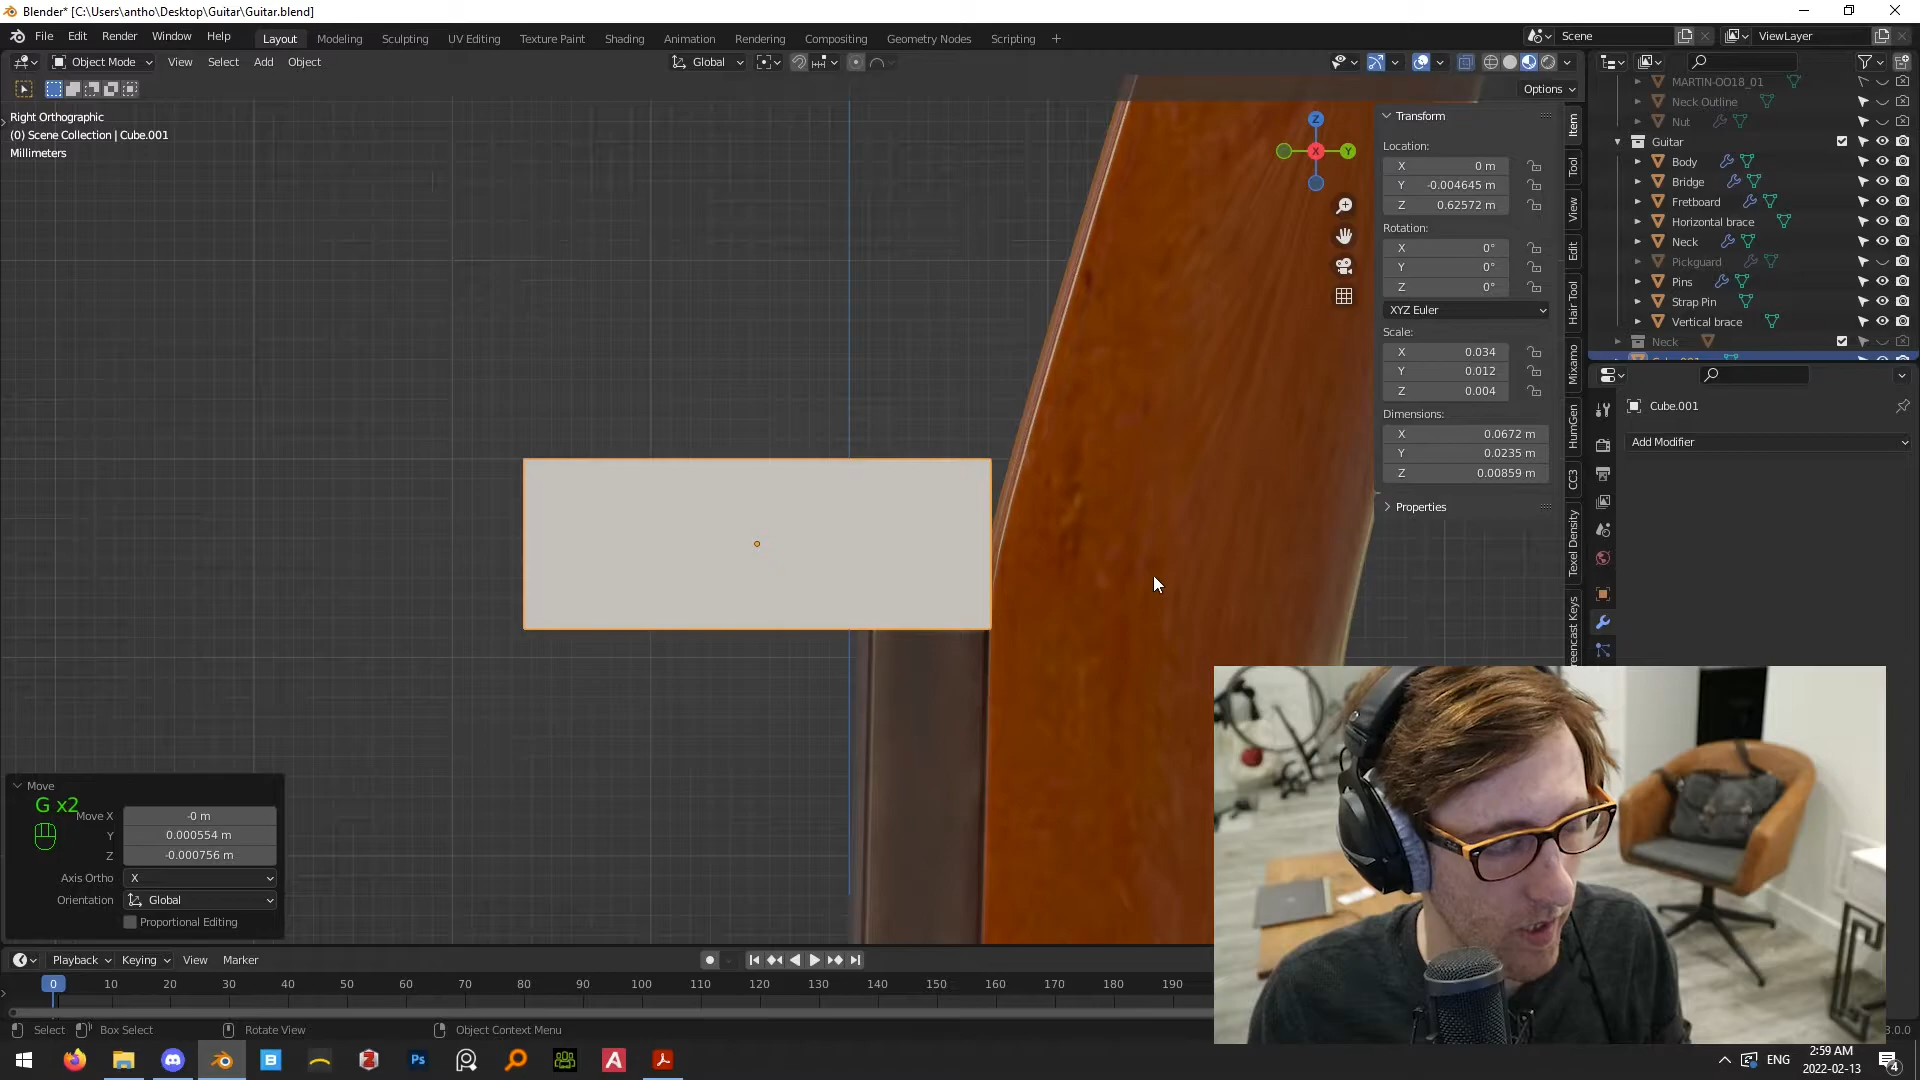 Blender* [C:\Users\antho\Desktop\Guitar\Guitar.blend]
File Edit Render Window Help
Layout Modeling Sculpting UV Editing Texture Paint Shading Animation Rendering Compositing Geometry Nodes Scripting +
Scene
ViewLayer
Object Mode View Select Add Object
Global
Options
Right Orthographic
(0) Scene Collection | Cube.001
Millimeters
Z
X
Y
Transform
Location:
X 0 m
Y -0.004645 m
Z 0.62572 m
Rotation:
X 0°
Y 0°
Z 0°
XYZ Euler
Scale:
X 0.034
Y 0.012
Z 0.004
Dimensions:
X 0.0672 m
Y 0.0235 m
Z 0.00859 m
Properties
Item
Tool
View
Edit
Hair Tool
Mixamo
HumGen
CC3
Texel Density
reencast Keys
MARTIN-OO18_01
Neck Outline
Nut
Guitar
Body
Bridge
Fretboard
Horizontal brace
Neck
Pickguard
Pins
Strap Pin
Vertical brace
Neck
Cube.001
Add Modifier
Move
G x2
Move X -0 m
Y 0.000554 m
Z -0.000756 m
Axis Ortho X
Orientation Global
Proportional Editing
Playback Keying View Marker
0 10 20 30 40 50 60 70 80 90 100 110 120 130 140 150 160 170 180 190
Select Box Select Rotate View Object Context Menu
3.0.0
ENG
2:59 AM
2022-02-13
4